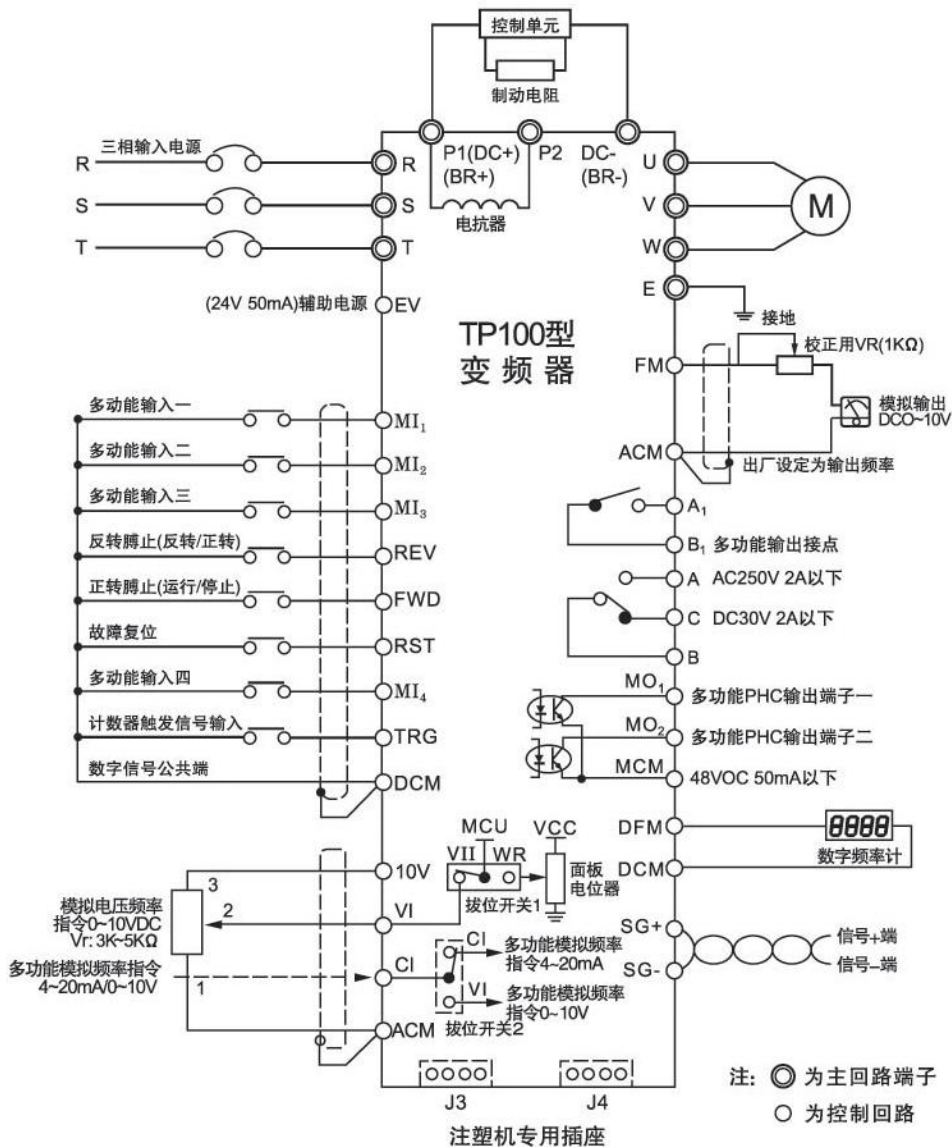 控制单元
制动电阻
P1(DC+)
(BR+)
P2
DC-
(BR-)
电抗器
三相输入电源
R
R
S
S
T
T
(24V 50mA)辅助电源
EV
TP100型
变频器
U
V
W
M
E
接地
FM
校正用VR(1KΩ)
模拟输出
DCO~10V
ACM
出厂设定为输出频率
多动能输入一
MI₁
多动能输入二
MI₂
多动能输入三
MI₃
反转膊止(反转/正转)
REV
正转膊止(运行/停止)
FWD
故障复位
RST
多动能输入四
MI₄
计数器触发信号输入
TRG
数字信号公共端
DCM
A₁
B₁ 多功能输出接点
A AC250V 2A以下
C DC30V 2A以下
B
MO₁
多功能PHC输出端子一
MO₂
多功能PHC输出端子二
MCM
48VOC 50mA以下
DFM
8888
数字频率计
DCM
SG+
信号+端
SG-
信号-端
10V
3
模拟电压频率
指令0~10VDC
Vr: 3K~5KΩ
2
VI
多功能模拟频率指令
4~20mA/0~10V
1
CI
ACM
MCU
VII
WR
VCC
面板
电位器
拔位开关1
CI
多功能模拟频率
指令4~20mA
VI
多功能模拟频率
指令0~10V
拔位开关2
J3
J4
注塑机专用插座
注: 为主回路端子
为控制回路